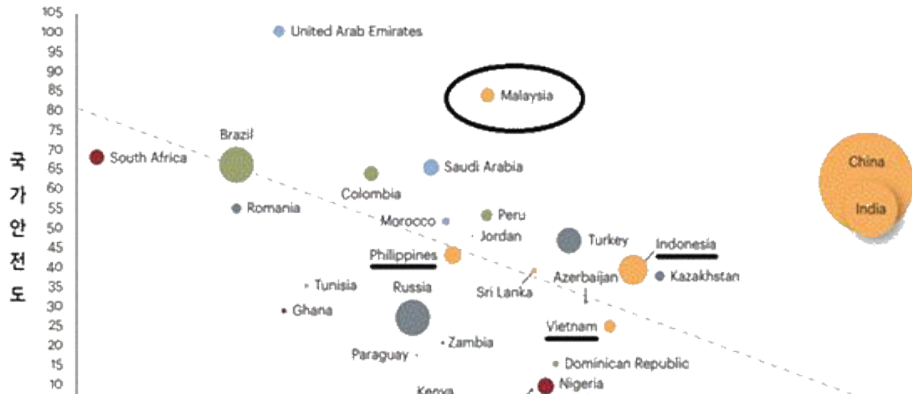 105
100
United Arab Emirates
95
90
85
Malaysia
80
75
Brazil
70
South Africa
65
Saudi Arabia
China
60
Colombia
55
Romania
India
50
Morocco
Peru
45
Jordan
Turkey
Indonesia
40
Philippines
Azerbaijan
Kazakhstan
35
Tunisia
Russia
Sri Lanka
30
Ghana
25
Vietnam
20
Zambia
15
Paraguay
Dominican Republic
10
Kenya
Nigeria
국가안전도